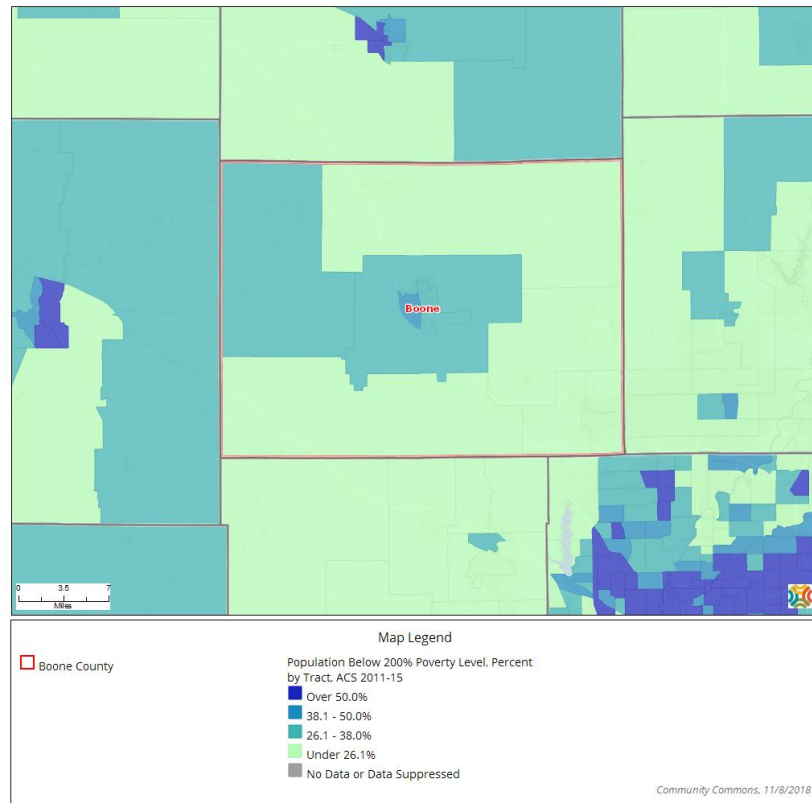 Boone
0 3.5 7
Miles
Map Legend
Boone County
Population Below 200% Poverty Level, Percent
by Tract, ACS 2011-15
Over 50.0%
38.1 - 50.0%
26.1 - 38.0%
Under 26.1%
No Data or Data Suppressed
Community Commons, 11/8/2018